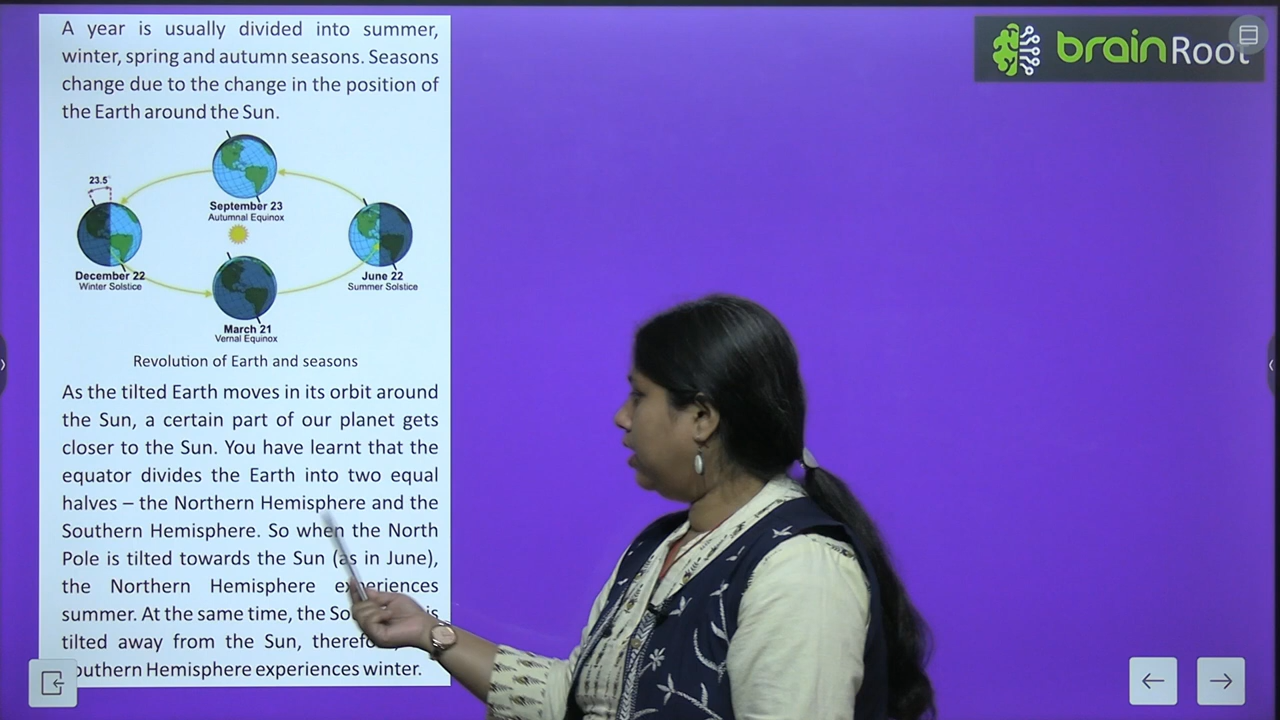 A year is usually divided into summer,
winter, spring and autumn seasons. Seasons
change due to the change in the position of
the Earth around the Sun.
23.5°
September 23
Autumnal Equinox
December 22
Winter Solstice
June 22
Summer Solstice
March 21
Vernal Equinox
Revolution of Earth and seasons
As the tilted Earth moves in its orbit around
the Sun, a certain part of our planet gets
closer to the Sun. You have learnt that the
equator divides the Earth into two equal
halves – the Northern Hemisphere and the
Southern Hemisphere. So when the North
Pole is tilted towards the Sun (as in June),
the Northern Hemisphere experiences
summer. At the same time, the
tilted away from the Sun,
Southern Hemisphere experiences winter.
brainRoot